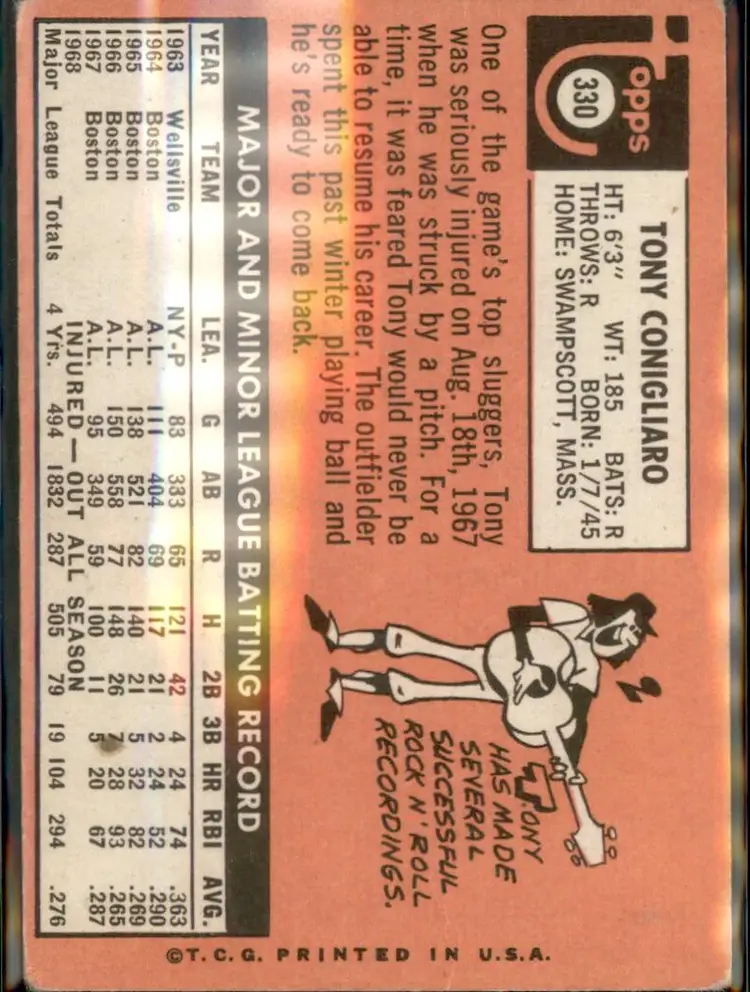 Topps
330
TONY CONIGLIARO
HT: 6'3" WT: 185 BATS: R
THROWS: R BORN: 1/7/45
HOME: SWAMPSCOTT, MASS.
One of the game's top sluggers, Tony
was seriously injured on Aug. 18th, 1967
when he was struck by a pitch. For a
time, it was feared Tony would never be
able to resume his career. The outfielder
spent this past winter playing ball and
he's ready to come back.
TONY
HAS MADE
SEVERAL
SUCCESSFUL
ROCK N' ROLL
RECORDINGS.
MAJOR AND MINOR LEAGUE BATTING RECORD
YEAR TEAM LEA. G AB R H 2B 3B HR RBI AVG.
1963 Wellsville NY-P 83 333 65 121 42 4 24 74 .363
1964 Boston A.L. 111 404 69 117 21 2 24 52 .290
1965 Boston A.L. 138 521 82 140 21 5 32 82 .269
1966 Boston A.L. 150 558 77 148 26 7 28 93 .265
1967 Boston A.L. 95 349 59 100 11 5 20 67 .287
1968 INJURED — OUT ALL SEASON
Major League Totals 4 Yrs. 494 1832 287 505 79 19 104 294 .276
©T.C.G. PRINTED IN U.S.A.